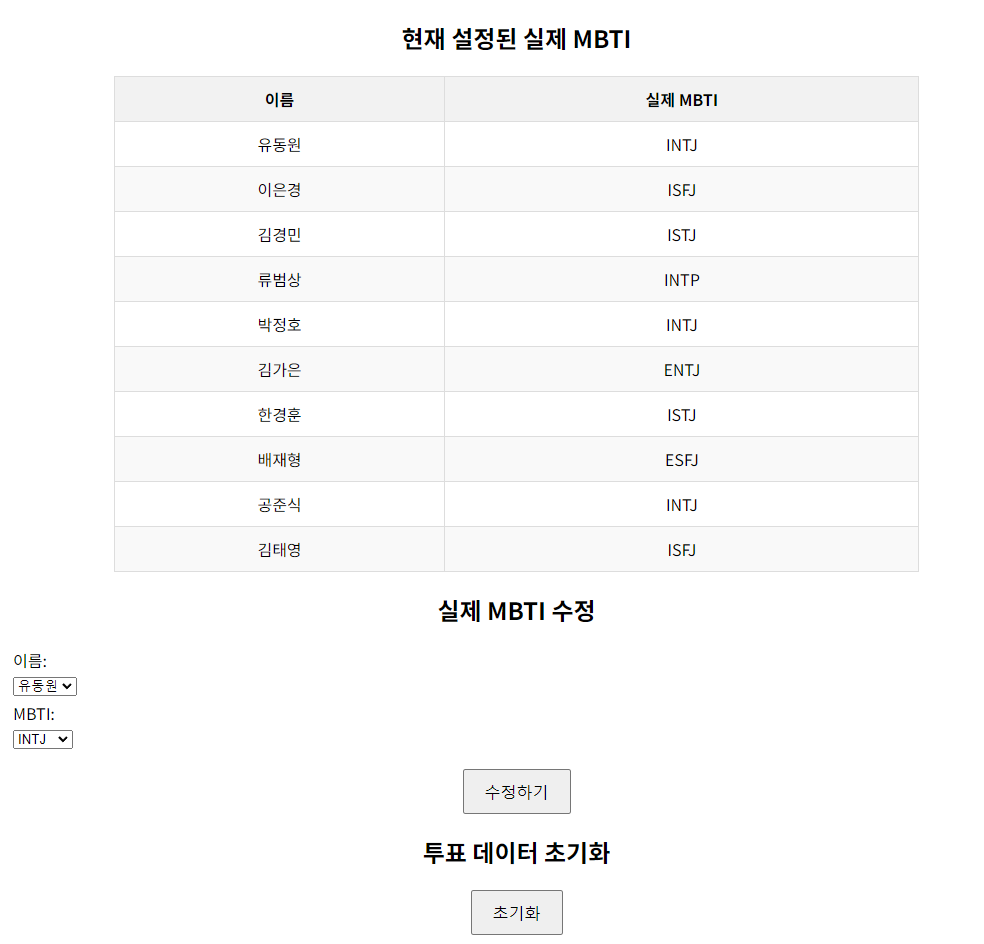 현재 설정된 실제 MBTI
이름 실제 MBTI
유동원 INTJ
이은경 ISFJ
김경민 ISTJ
류범상 INTP
박정호 INTJ
김가은 ENTJ
한경훈 ISTJ
배재형 ESFJ
공준식 INTJ
김태영 ISFJ
실제 MBTI 수정
이름:
유동원
MBTI:
INTJ
수정하기
투표 데이터 초기화
초기화